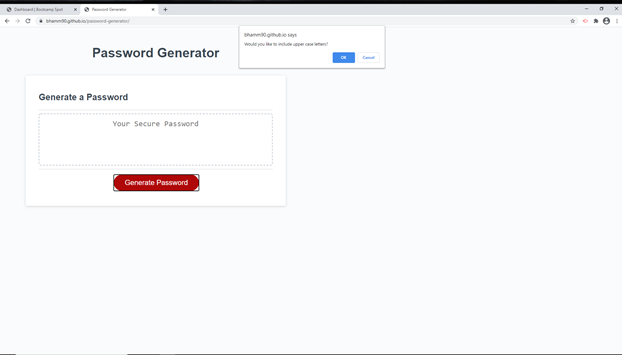 Dashboard | Bootcamp Spot
Password Generator
bhamm90.github.io/password-generator/
bhamm90.github.io says
Would you like to include upper case letters?
OK
Cancel
Password Generator
Generate a Password
Your Secure Password
Generate Password